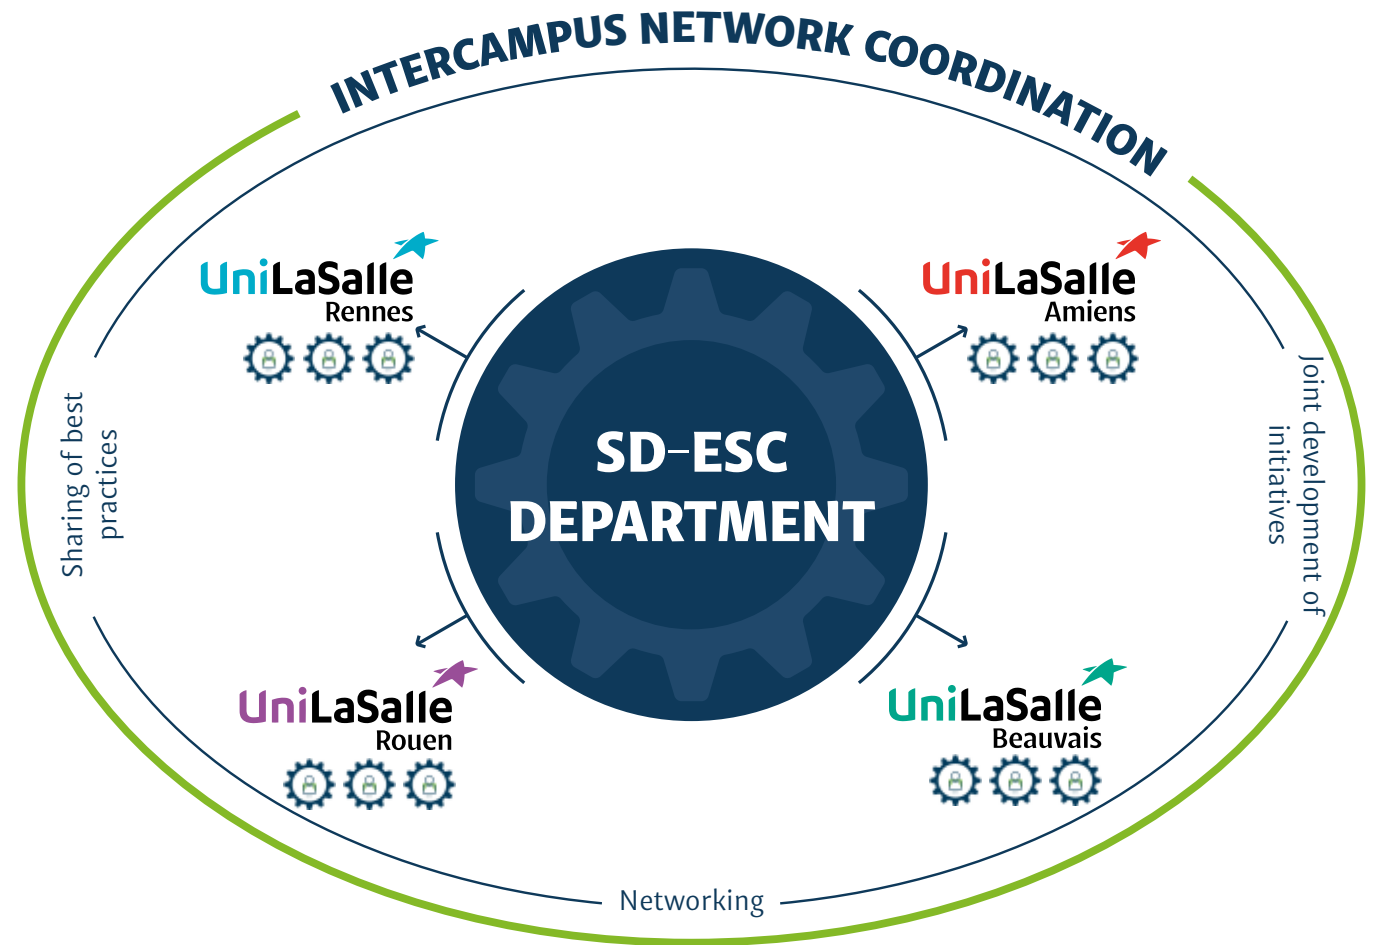 INTERCAMPUS NETWORK COORDINATION
UniLaSalle
Rennes
UniLaSalle
Amiens
Sharing of best
practices
SD–ESC
DEPARTMENT
Joint development of
initiatives
UniLaSalle
Rouen
UniLaSalle
Beauvais
Networking